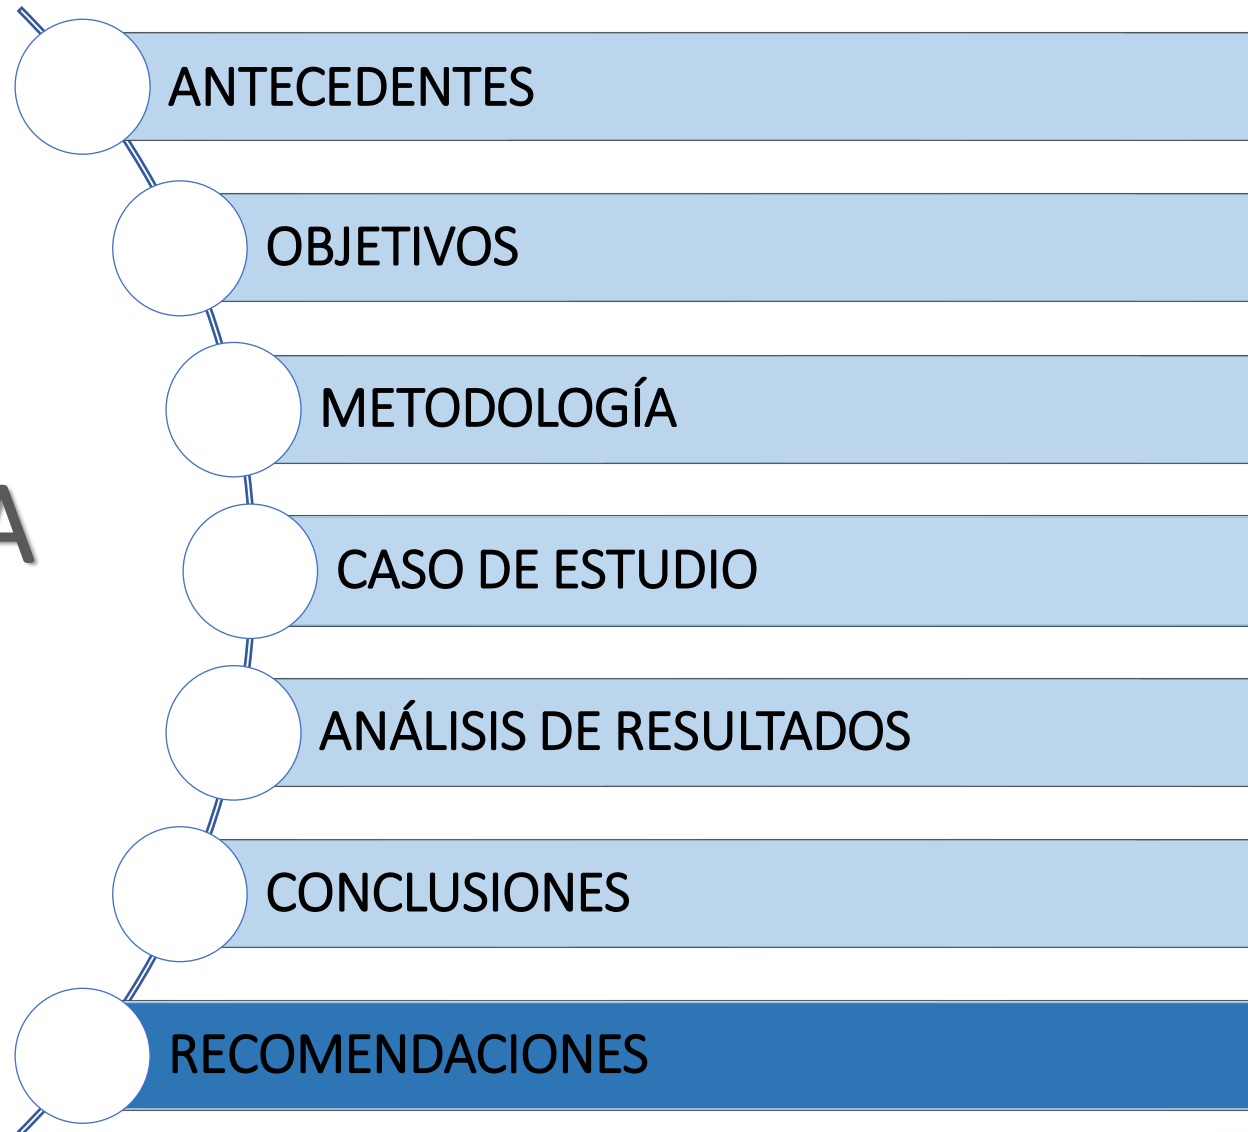 ANTECEDENTES
OBJETIVOS
METODOLOGÍA
A
CASO DE ESTUDIO
ANÁLISIS DE RESULTADOS
CONCLUSIONES
RECOMENDACIONES